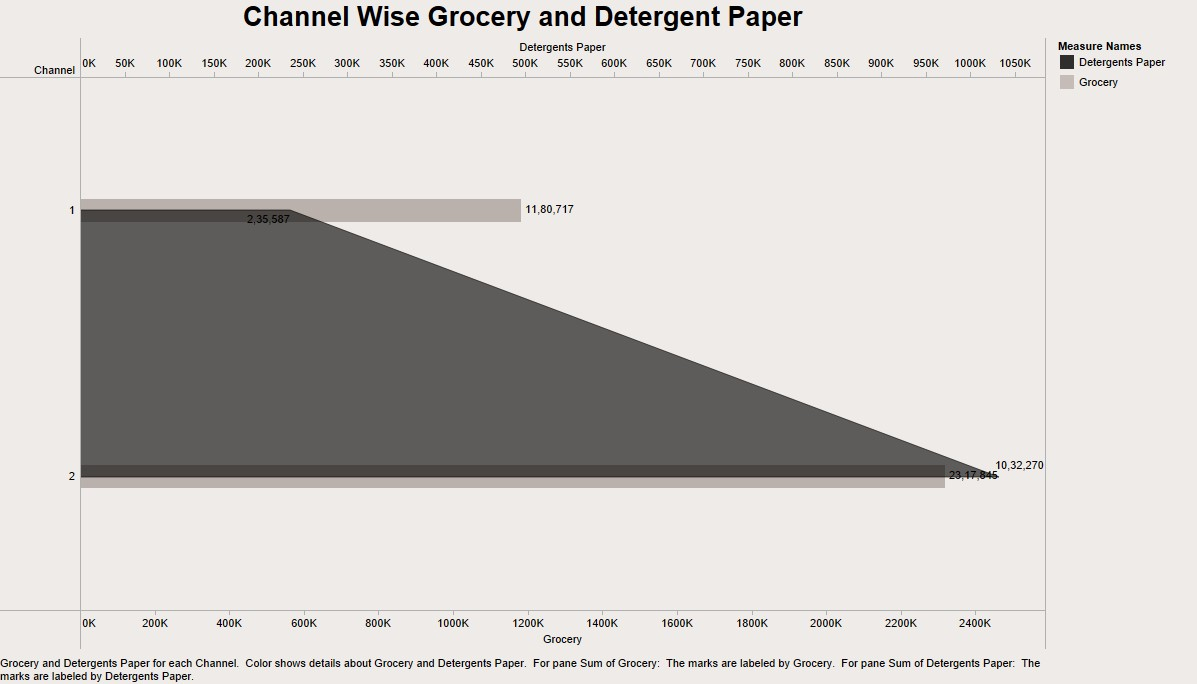 Channel Wise Grocery and Detergent Paper
Detergents Paper
Channel
0K 50K 100K 150K 200K 250K 300K 350K 400K 450K 500K 550K 600K 650K 700K 750K 800K 850K 900K 950K 1000K 1050K
Measure Names
Detergents Paper
Grocery
1
11,80,717
2,35,587
2
10,32,270
23,17,845
0K 200K 400K 600K 800K 1000K 1200K 1400K 1600K 1800K 2000K 2200K 2400K
Grocery
Grocery and Detergents Paper for each Channel.  Color shows details about Grocery and Detergents Paper.  For pane Sum of Grocery:  The marks are labeled by Grocery.  For pane Sum of Detergents Paper:  The
marks are labeled by Detergents Paper.